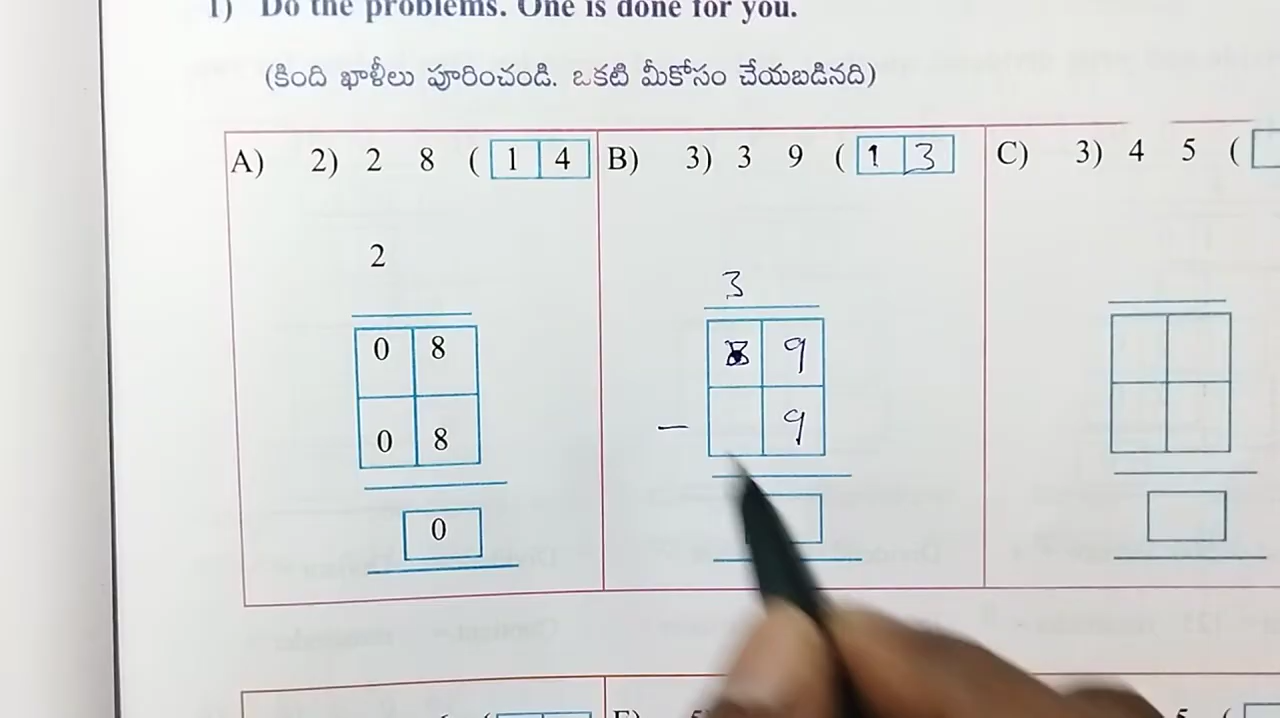 1) Do the problems. One is done for you.
(కింది ఖాళీలు పూరించండి. ఒకటి మీకోసం చేయబడినది)
A) 2) 2 8 ( 1 4
2
0 8
0 8
0
B) 3) 3 9 ( 1 3
3
9
- 9
C) 3) 4 5 (